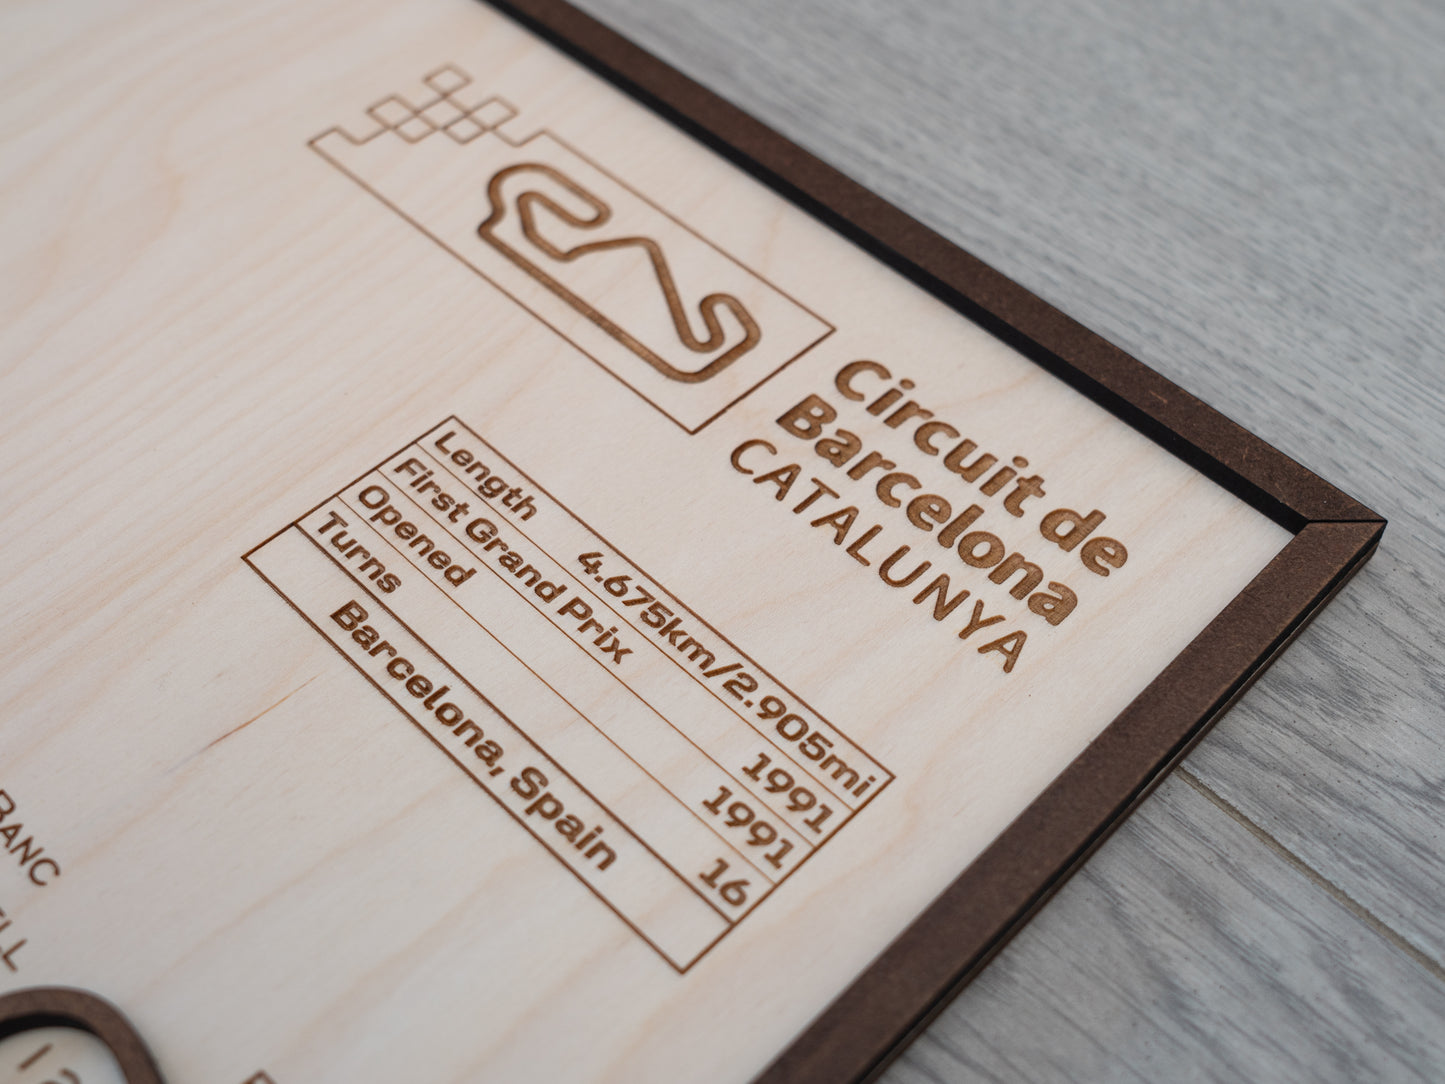 Circuit de
Barcelona
CATALUNYA
Length 4.675km/2.905mi
First Grand Prix 1991
Opened 1991
Turns 16
Barcelona, Spain
BANC